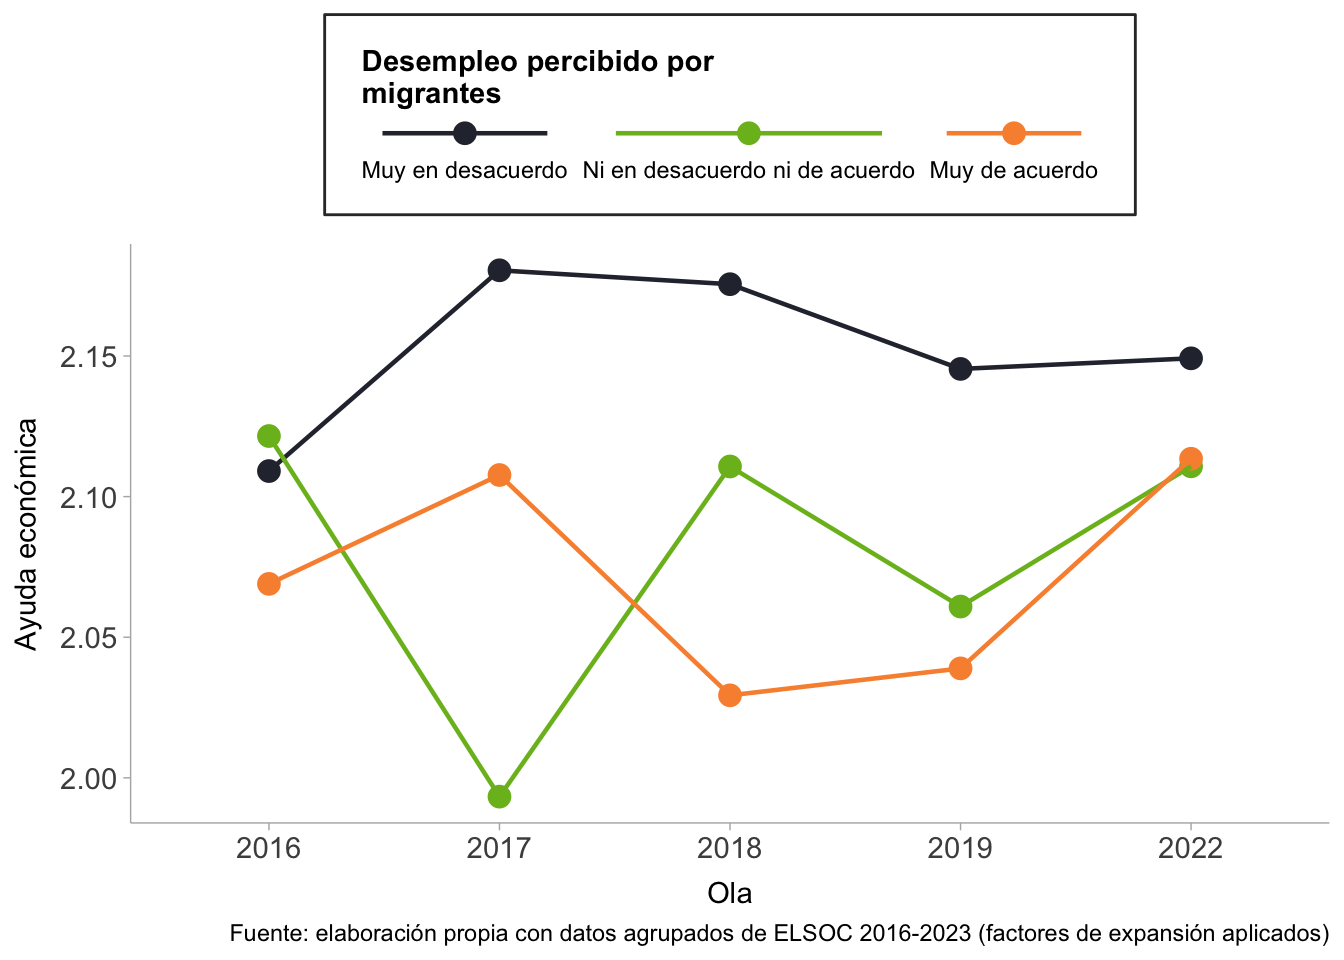 Desempleo percibido por
migrantes
Muy en desacuerdo Ni en desacuerdo ni de acuerdo Muy de acuerdo
2.15
2.10
2.05
2.00
Ayuda económica
2016 2017 2018 2019 2022
Ola
Fuente: elaboración propia con datos agrupados de ELSOC 2016-2023 (factores de expansión aplicados)